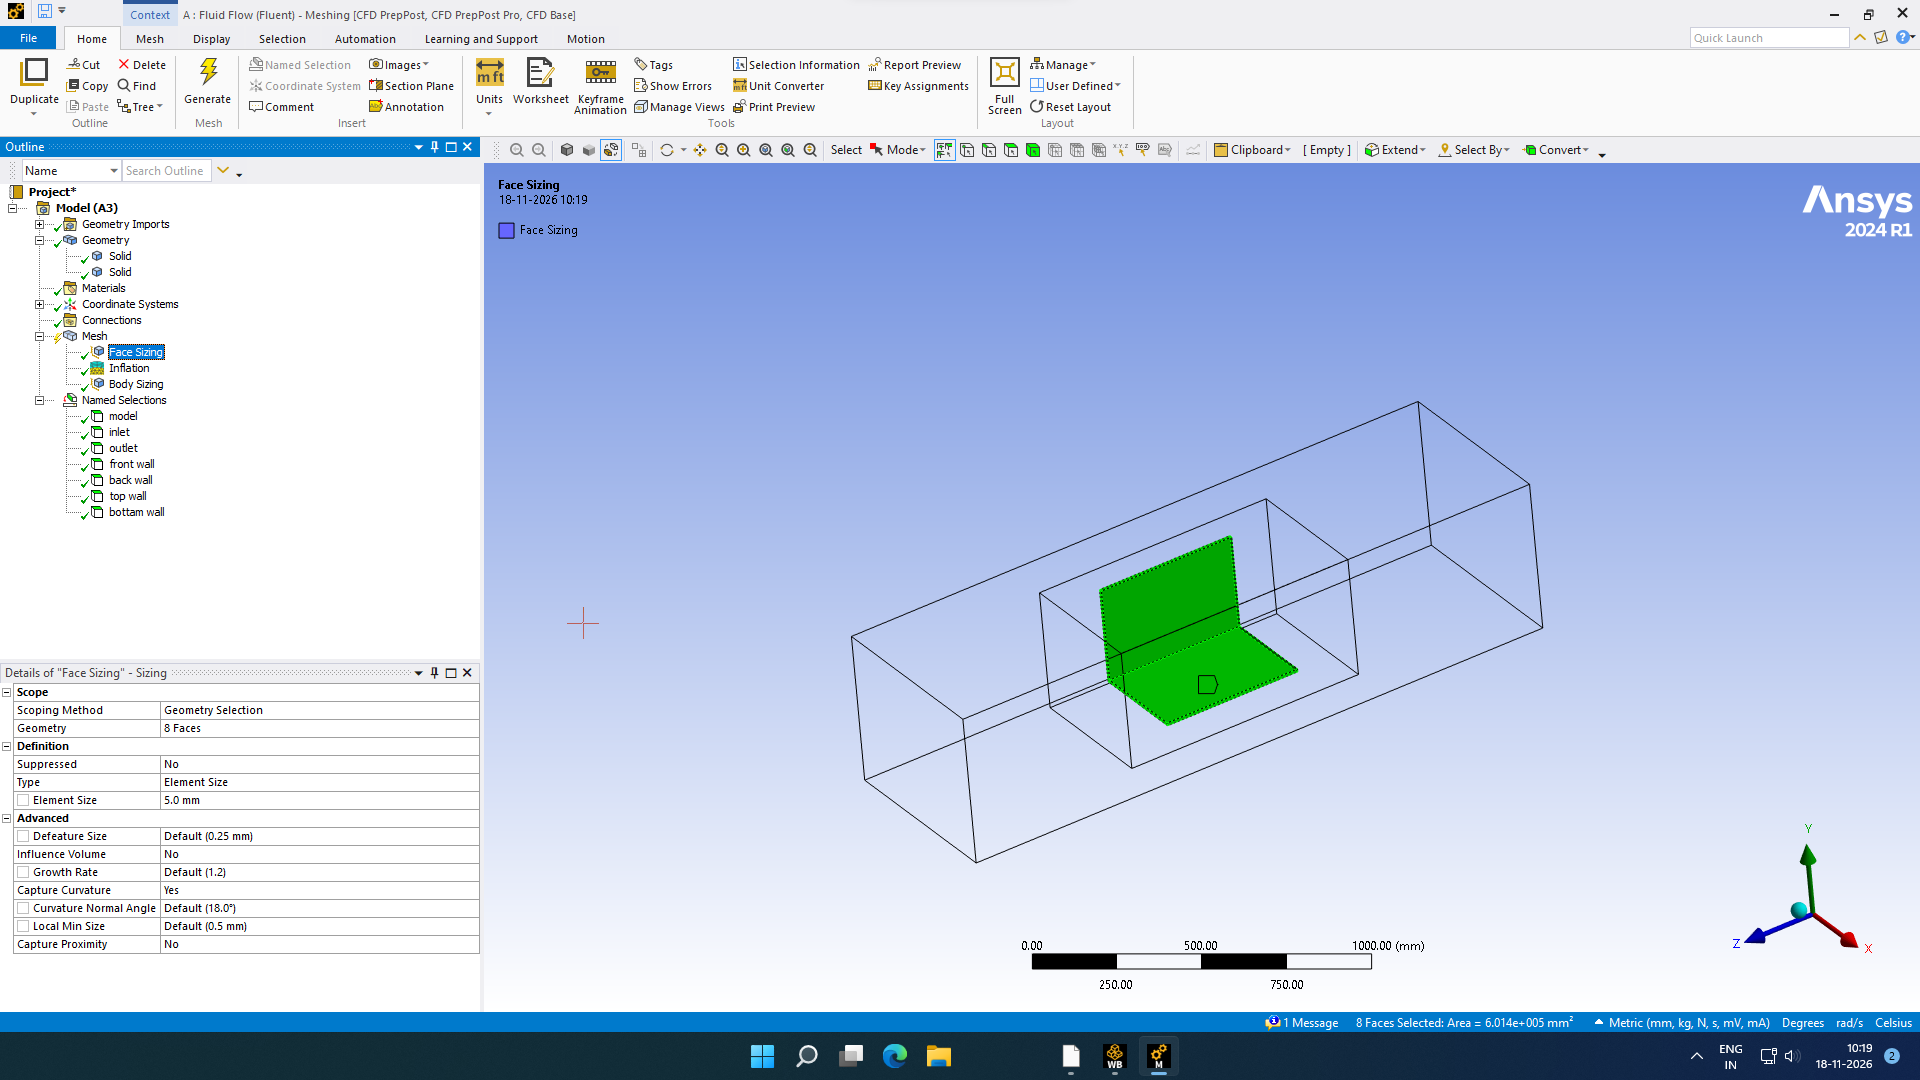 Context
A : Fluid Flow (Fluent) - Meshing [CFD PrepPost, CFD PrepPost Pro, CFD Base]
File Home Mesh Display Selection Automation Learning and Support Motion
Quick Launch
Duplicate
Cut
Copy
Paste
Delete
Find
Tree
Outline
Generate
Mesh
Named Selection
Coordinate System
Comment
Images
Section Plane
Annotation
Insert
Units
Worksheet
Keyframe
Animation
Tags
Show Errors
Manage Views
Selection Information
Unit Converter
Print Preview
Report Preview
Key Assignments
Tools
Full
Screen
Manage
User Defined
Reset Layout
Layout
Outline
Name Search Outline
Select Mode Clipboard [ Empty ] Extend Select By Convert
Project*
Model (A3)
Geometry Imports
Geometry
Solid
Solid
Materials
Coordinate Systems
Connections
Mesh
Face Sizing
Inflation
Body Sizing
Named Selections
model
inlet
outlet
front wall
back wall
top wall
bottam wall
Face Sizing
18-11-2026 10:19
Face Sizing
Ansys
2024 R1
Details of "Face Sizing" - Sizing
Scope
Scoping Method Geometry Selection
Geometry 8 Faces
Definition
Suppressed No
Type Element Size
Element Size 5.0 mm
Advanced
Defeature Size Default (0.25 mm)
Influence Volume No
Growth Rate Default (1.2)
Capture Curvature Yes
Curvature Normal Angle Default (18.0°)
Local Min Size Default (0.5 mm)
Capture Proximity No
0.00 500.00 1000.00 (mm)
250.00 750.00
Y
Z
X
1 Message 8 Faces Selected: Area = 6.014e+005 mm² Metric (mm, kg, N, s, mV, mA) Degrees rad/s Celsius
WB
M
ENG
IN
10:19
18-11-2026
2